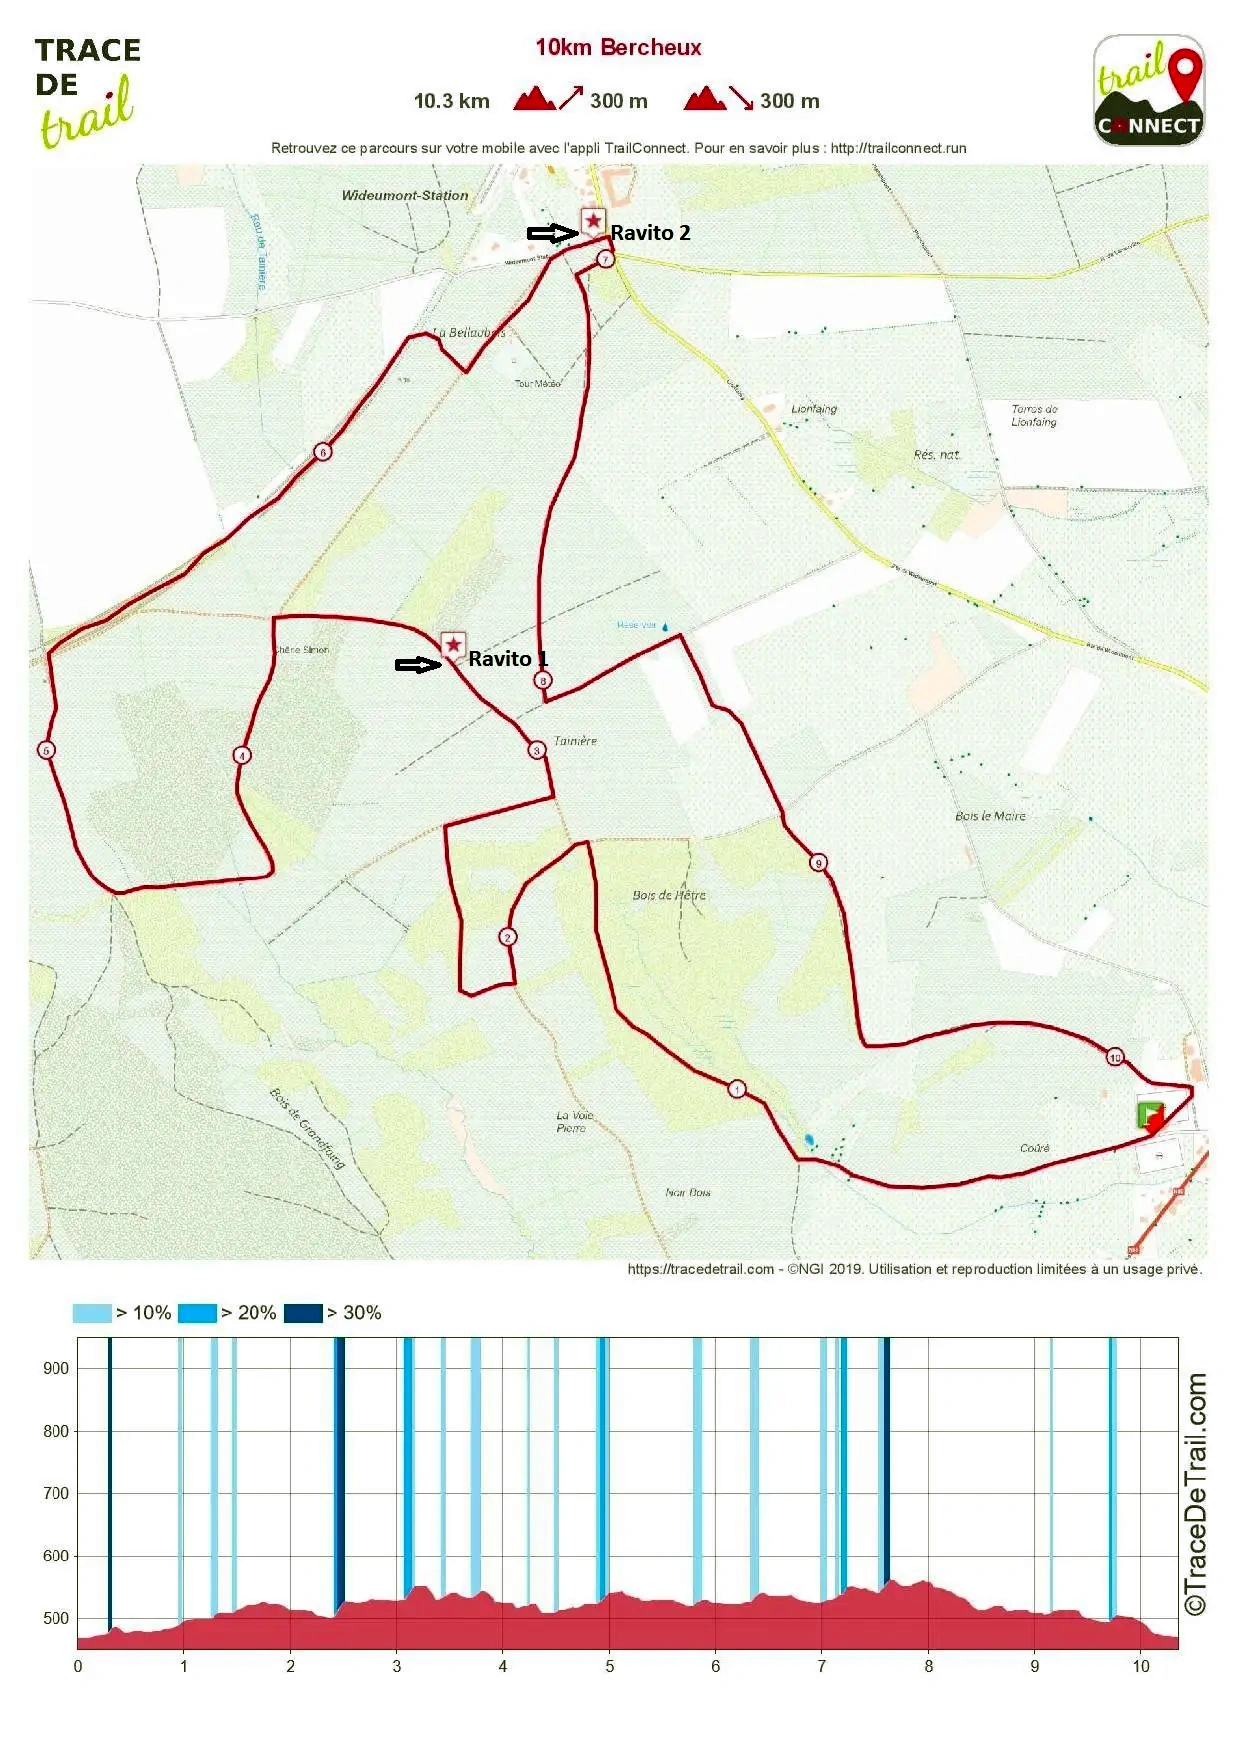 TRACE
DE
trail
10km Bercheux
10.3 km 300 m 300 m
trail
CONNECT
Retrouvez ce parcours sur votre mobile avec l'appli TrailConnect. Pour en savoir plus : http://trailconnect.run
Wideumont-Station
Ravito 2
7
La Bellaubois
Tour Météo
Lionfaing
Terres de
Lionfaing
Rés. nat.
6
Réservoir
Chêne Simon
Ravito 1
8
5
4
3
Tainière
Bois le Maire
9
Bois de Hêtre
2
10
1
Bois de Grandfaing
La Voie
Pierre
Couré
Noir Bois
https://tracedetrail.com - ©NGI 2019. Utilisation et reproduction limitées à un usage privé.
> 10% > 20% > 30%
900
800
700
600
500
0 1 2 3 4 5 6 7 8 9 10
©TraceDeTrail.com